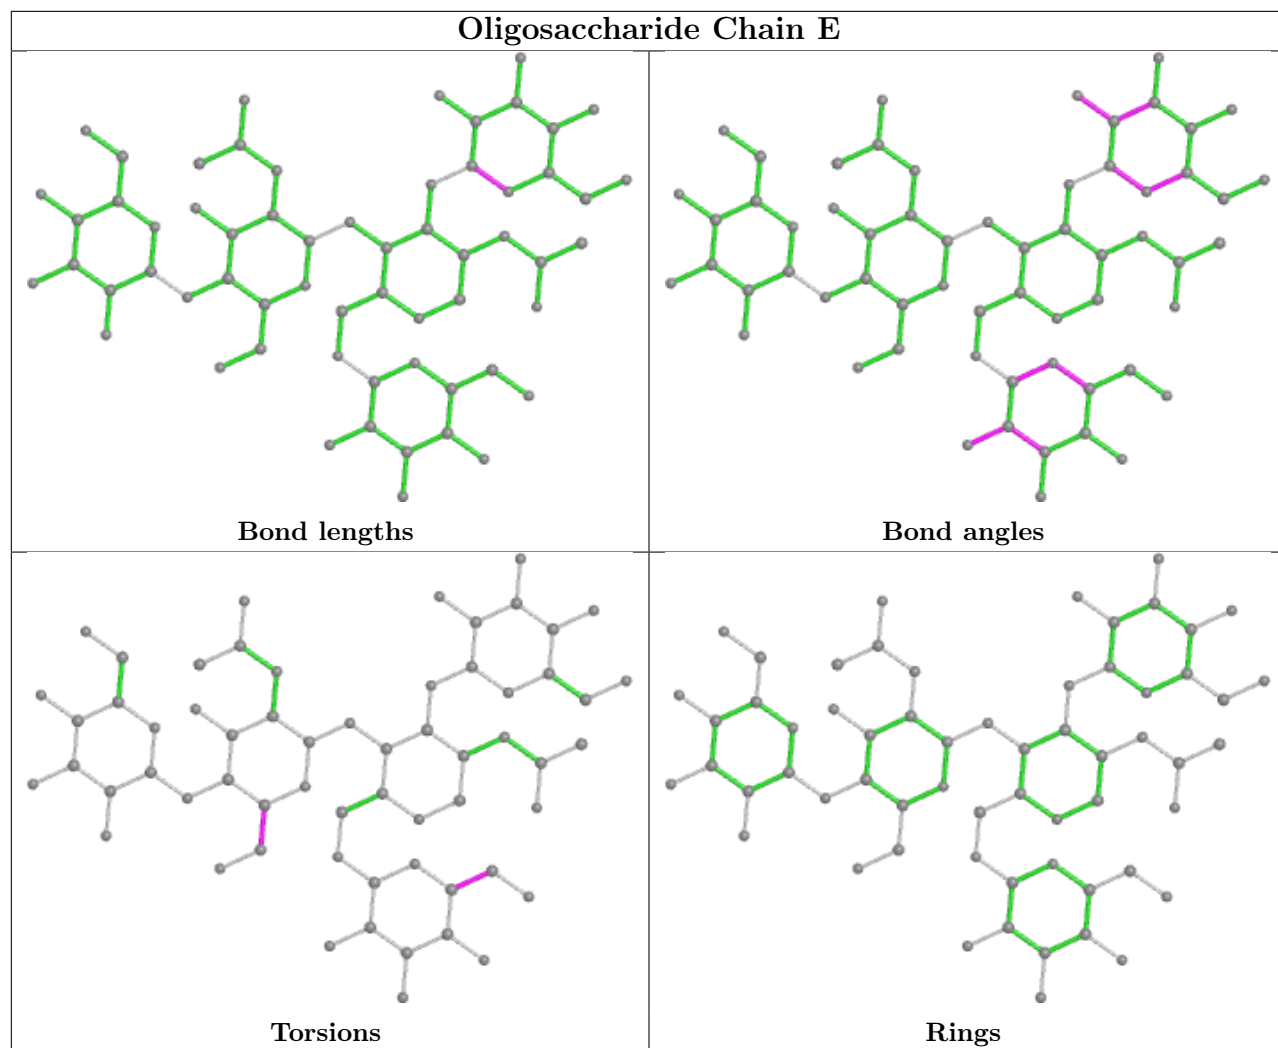 Oligosaccharide Chain E
Bond lengths
Bond angles
Torsions
Rings